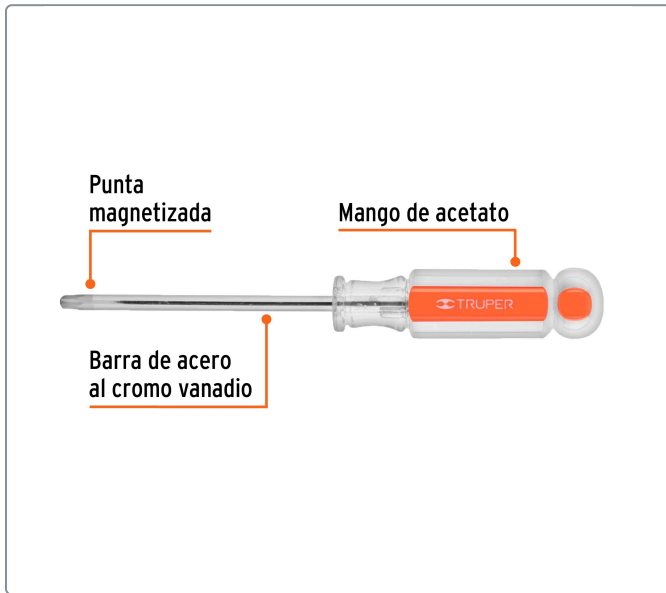 Punta
magnetizada
Mango de acetato
TRUPER
Barra de acero
al cromo vanadio